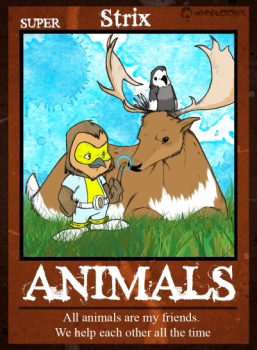 Strix
SUPER
ANIMALS
All animals are my friends.
We help each other all the time